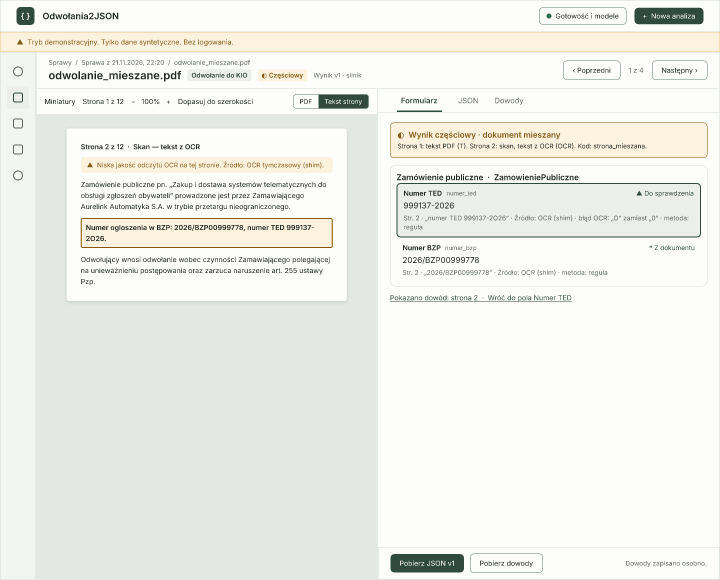 { } Odwołania2JSON
Gotowość i modele
+ Nowa analiza
▲ Tryb demonstracyjny. Tylko dane syntetyczne. Bez logowania.
Sprawy / Sprawa z 21.11.2026, 22:20 / odwolanie_mieszane.pdf
odwolanie_mieszane.pdf Odwołanie do KIO ◐ Częściowy Wynik v1 · silnik
‹ Poprzedni 1 z 4 Następny ›
Miniatury Strona 1 z 12 − 100% + Dopasuj do szerokości PDF Tekst strony
Strona 2 z 12 · Skan — tekst z OCR
▲ Niska jakość odczytu OCR na tej stronie. Źródło: OCR tymczasowy (shim).
Zamówienie publiczne pn. „Zakup i dostawa systemów telematycznych do
obsługi zgłoszeń obywateli” prowadzone jest przez Zamawiającego
Aurelink Automatyka S.A. w trybie przetargu nieograniczonego.
Numer ogloszenia w BZP: 2026/BZP00999778, numer TED 999137-
2O26.
Odwołujący wnosi odwołanie wobec czynności Zamawiającego polegającej
na unieważnieniu postępowania oraz zarzuca naruszenie art. 255 ustawy
Pzp.
Formularz JSON Dowody
◐ Wynik częściowy · dokument mieszany
Strona 1: tekst PDF (T). Strona 2: skan, tekst z OCR (OCR). Kod: strona_mieszana.
Zamówienie publiczne · ZamowieniePubliczne
Numer TED numer_ted ▲ Do sprawdzenia
999137-2026
Str. 2 · „numer TED 999137-2O26” · Źródło: OCR (shim) · błąd OCR: „O” zamiast „0” · metoda:
reguła
Numer BZP numer_bzp ❝ Z dokumentu
2026/BZP00999778
Str. 2 · „2026/BZP00999778” · Źródło: OCR (shim) · metoda: reguła
Pokazano dowód: strona 2 · Wróć do pola Numer TED
Pobierz JSON v1 Pobierz dowody Dowody zapisano osobno.